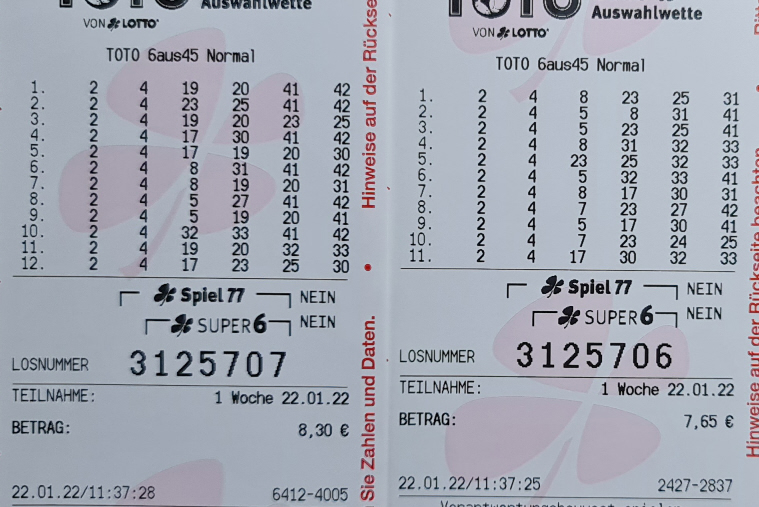 TOTO Auswahlwette
VON LOTTO
TOTO 6aus45 Normal
1. 2 4 19 20 41 42
2. 2 4 23 25 41 42
3. 2 4 19 20 23 25
4. 2 4 17 30 41 42
5. 2 4 17 19 20 30
6. 2 4 8 31 41 42
7. 2 4 8 19 20 31
8. 2 4 5 27 41 42
9. 2 4 5 19 20 41
10. 2 4 32 33 41 42
11. 2 4 19 20 32 33
12. 2 4 17 23 25 30
Spiel 77 NEIN
SUPER 6 NEIN
LOSNUMMER 3125707
TEILNAHME: 1 Woche 22.01.22
BETRAG: 8,30 €
22.01.22/11:37:28 6412-4005
Hinweise auf der Rückse
• Sie Zahlen und Daten.
TOTO Auswahlwette
VON LOTTO
TOTO 6aus45 Normal
1. 2 4 8 23 25 31
2. 2 4 5 8 31 41
3. 2 4 5 23 25 41
4. 2 4 8 31 32 33
5. 2 4 23 25 32 33
6. 2 4 5 32 33 41
7. 2 4 8 17 30 31
8. 2 4 7 23 27 42
9. 2 4 5 17 30 41
10. 2 4 7 23 24 25
11. 2 4 17 30 32 33
Spiel 77 NEIN
SUPER 6 NEIN
LOSNUMMER 3125706
TEILNAHME: 1 Woche 22.01.22
BETRAG: 7,65 €
22.01.22/11:37:25 2427-2837
Hinweise auf der Rückseite beachten.